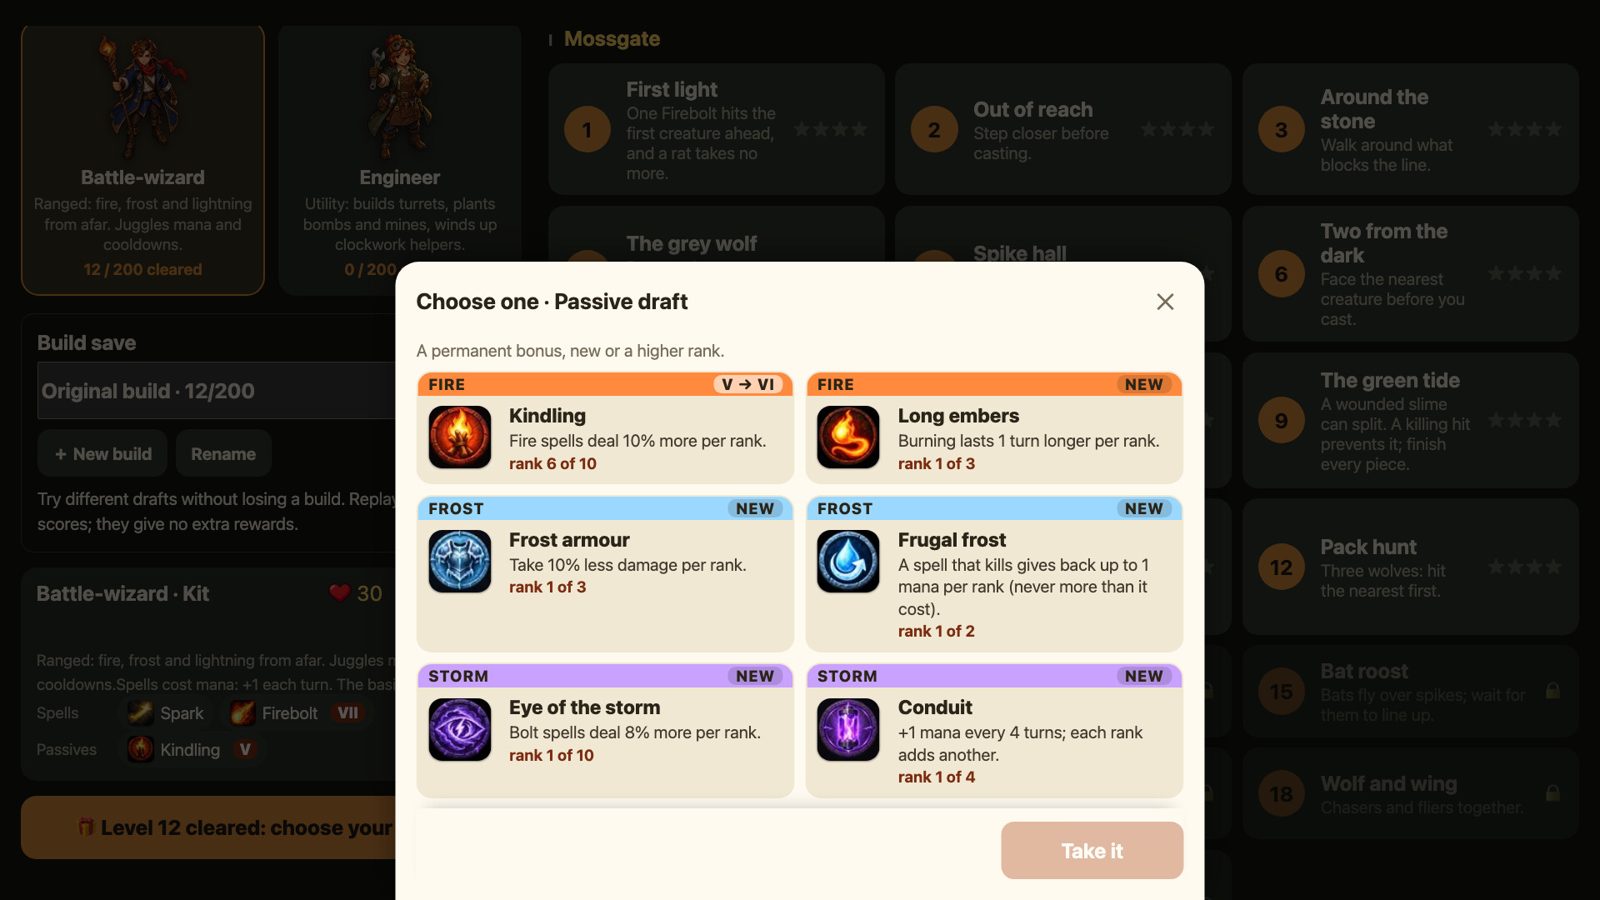 Battle-wizard
Ranged: fire, frost and lightning
from afar. Juggles mana and
cooldowns.
12 / 200 cleared
Engineer
Utility: builds turrets, plants
bombs and mines, winds up
clockwork helpers.
0 / 200
Build save
Original build · 12/200
+ New build
Rename
Try different drafts without losing a build. Replay
scores; they give no extra rewards.
Battle-wizard · Kit
30
Ranged: fire, frost and lightning from afar. Juggles
cooldowns.Spells cost mana: +1 each turn. The
Spells
Spark
Firebolt
VII
Passives
Kindling
V
Level 12 cleared: choose your
Mossgate
1
First light
One Firebolt hits the
first creature ahead,
and a rat takes no
more.
2
Out of reach
Step closer before
casting.
3
Around the
stone
Walk around what
blocks the line.
The grey wolf
Spike hall
6
Two from the
dark
Face the nearest
creature before you
cast.
9
The green tide
A wounded slime
can split. A killing hit
prevents it; finish
every piece.
12
Pack hunt
Three wolves: hit
the nearest first.
15
Bat roost
Bats fly over spikes; wait for
them to line up.
18
Wolf and wing
Chasers and fliers together.
Choose one · Passive draft
A permanent bonus, new or a higher rank.
FIRE
V → VI
Kindling
Fire spells deal 10% more per rank.
rank 6 of 10
FIRE
NEW
Long embers
Burning lasts 1 turn longer per rank.
rank 1 of 3
FROST
NEW
Frost armour
Take 10% less damage per rank.
rank 1 of 3
FROST
NEW
Frugal frost
A spell that kills gives back up to 1
mana per rank (never more than it
cost).
rank 1 of 2
STORM
NEW
Eye of the storm
Bolt spells deal 8% more per rank.
rank 1 of 10
STORM
NEW
Conduit
+1 mana every 4 turns; each rank
adds another.
rank 1 of 4
Take it